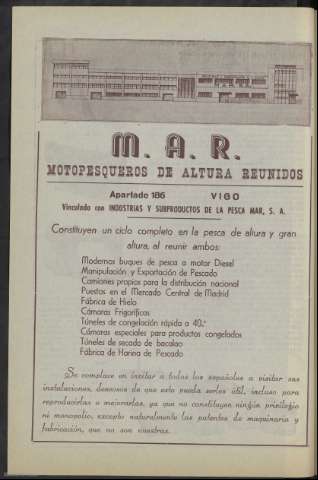 M. A. R.
MOTOPESQUEROS DE ALTURA REUNIDOS
Apartado 186 VIGO
Vinculado con INDUSTRIAS Y SUBPRODUCTOS DE LA PESCA MAR, S. A.
Constituyen un ciclo completo en la pesca de altura y gran
altura, al reunir ambos:
Modernos buques de pesca a motor Diesel
Manipulación y Exportación de Pescado
Camiones propios para la distribución nacional
Puestos en el Mercado Central de Madrid
Fábrica de Hielo
Cámaras Frigoríficas
Túneles de congelación rápida a 40.º
Cámaras especiales para productos congelados
Túneles de secado de bacalao
Fábrica de Harina de Pescado
Se complace en invitar a todos los españoles a visitar sus
instalaciones, deseosos de que esto pueda serles útil, incluso para
reproducirlas o mejorarlas, ya que no constituyen ningún privilegio
ni monopolio, excepto naturalmente las patentes de maquinaria y
fabricación, que no son nuestras.